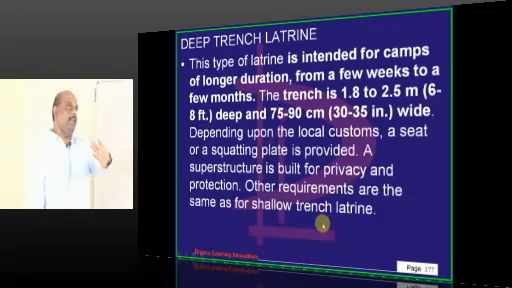 DEEP TRENCH LATRINE
• This type of latrine is intended for camps
of longer duration, from a few weeks to a
few months. The trench is 1.8 to 2.5 m (6-
8 ft.) deep and 75-90 cm (30-35 in.) wide.
Depending upon the local customs, a seat
or a squatting plate is provided. A
superstructure is built for privacy and
protection. Other requirements are the
same as for shallow trench latrine.
Organic Learning Innovations
Page 177